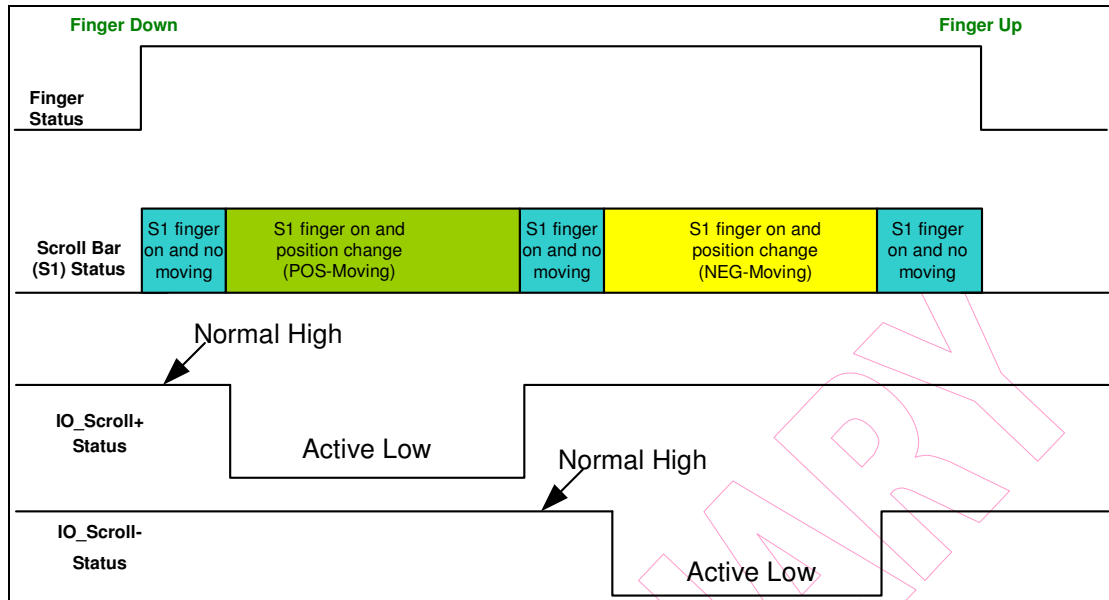 Finger Down
Finger Up
Finger
Status
Scroll Bar
(S1) Status
S1 finger
on and no
moving
S1 finger on and
position change
(POS-Moving)
S1 finger
on and no
moving
S1 finger on and
position change
(NEG-Moving)
S1 finger
on and no
moving
Normal High
IO_Scroll+
Status
Active Low
Normal High
IO_Scroll-
Status
Active Low